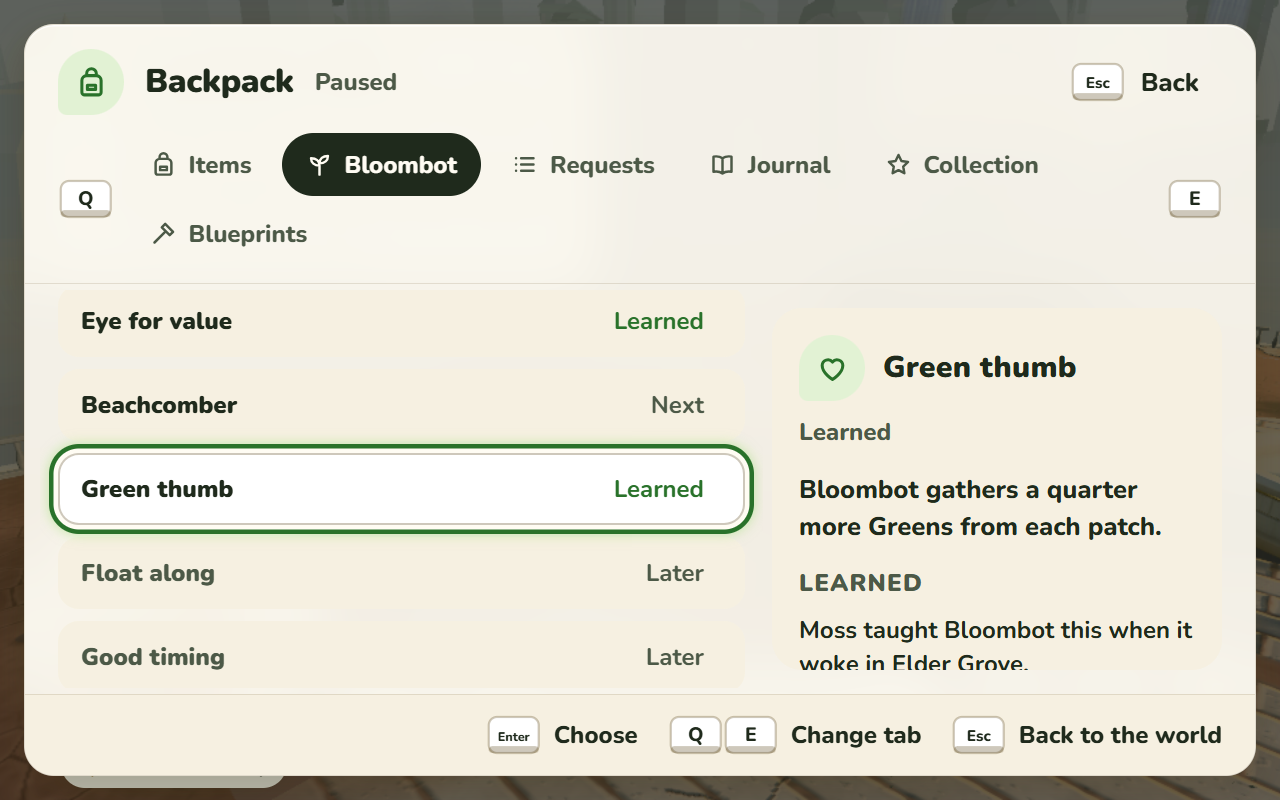 Backpack Paused
Esc Back
Items Bloombot Requests Journal Collection
Q E
Blueprints
Eye for value Learned
Beachcomber Next
Green thumb Learned
Float along Later
Good timing Later
Green thumb
Learned
Bloombot gathers a quarter
more Greens from each patch.
LEARNED
Moss taught Bloombot this when it
woke in Elder Grove.
Enter Choose Q E Change tab Esc Back to the world